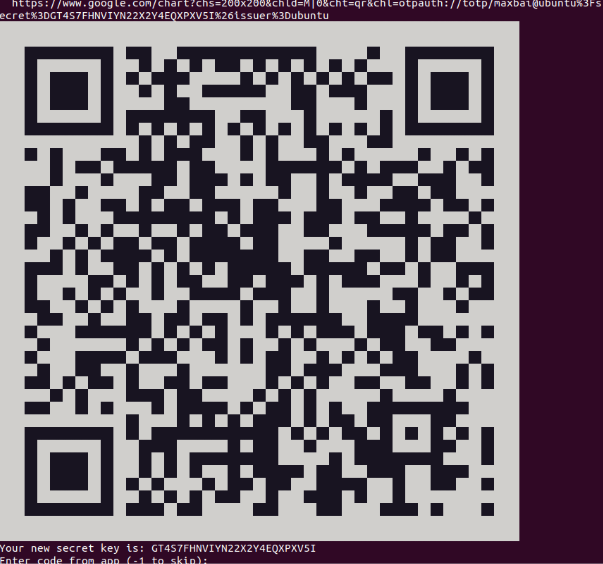 https://www.google.com/chart?chs=200x200&chld=M|0&cht=qr&chl=otpauth://totp/maxbai@ubuntu%3Fs
ecret%3DGT4S7FHNVIYN22X2Y4EQXPXV5I%26issuer%3Dubuntu
Your new secret key is: GT4S7FHNVIYN22X2Y4EQXPXV5I
Enter code from app (-1 to skip):